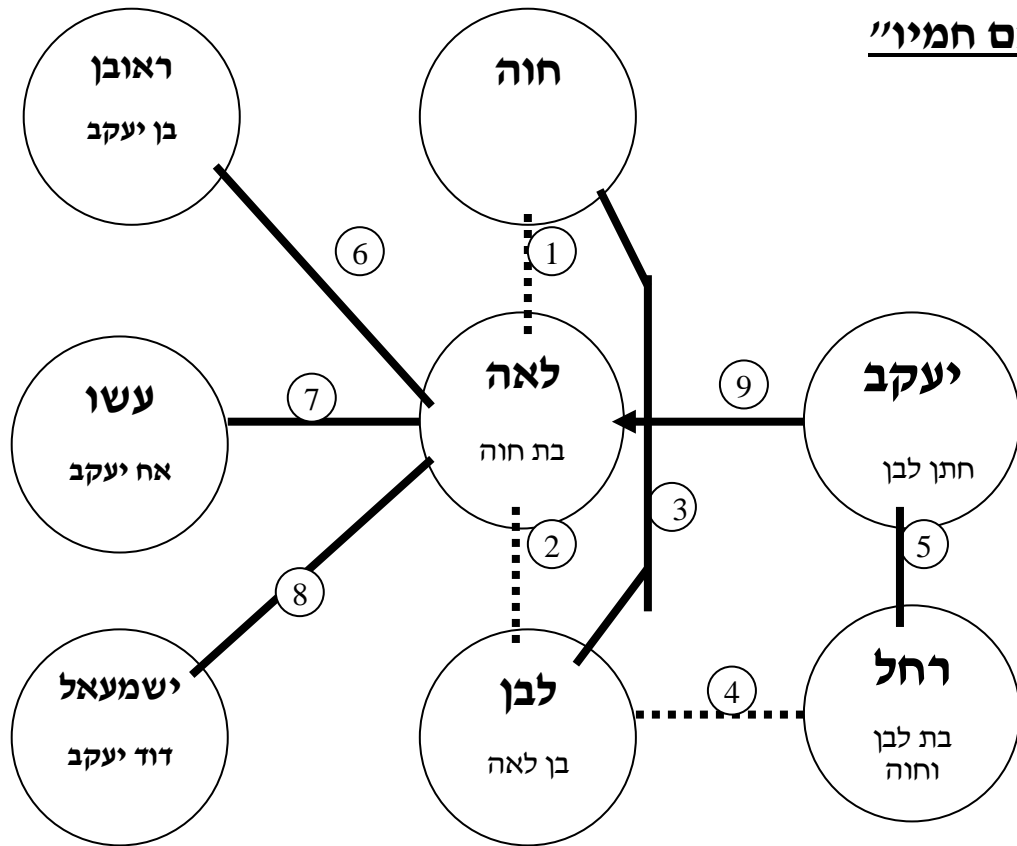 ם חמיו"
ראובן
בן יעקב
חוה
6
1
לאה
בת חוה
יעקב
חתן לבן
עשו
אח יעקב
7
9
3
2
5
8
ישמעאל
דוד יעקב
לבן
בן לאה
4
רחל
בת לבן
וחוה